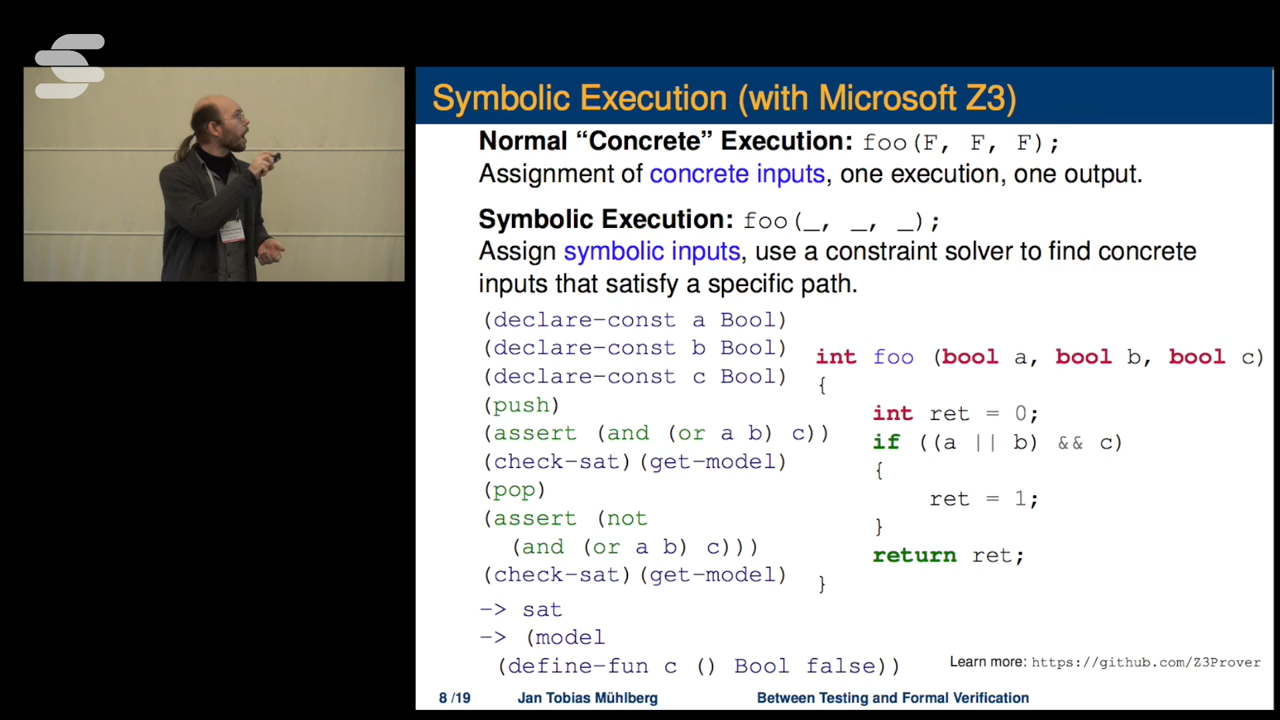 Symbolic Execution (with Microsoft Z3)
Normal “Concrete” Execution: foo(F, F, F);
Assignment of concrete inputs, one execution, one output.
Symbolic Execution: foo(_, _, _);
Assign symbolic inputs, use a constraint solver to find concrete
inputs that satisfy a specific path.
(declare-const a Bool)
(declare-const b Bool)
(declare-const c Bool)
(push)
(assert (and (or a b) c))
(check-sat)(get-model)
(pop)
(assert (not
(and (or a b) c)))
(check-sat)(get-model)
-> sat
-> (model
(define-fun c () Bool false))
int foo (bool a, bool b, bool c)
{
int ret = 0;
if ((a || b) && c)
{
ret = 1;
}
return ret;
}
Learn more: https://github.com/Z3Prover
8 /19 Jan Tobias Mühlberg Between Testing and Formal Verification